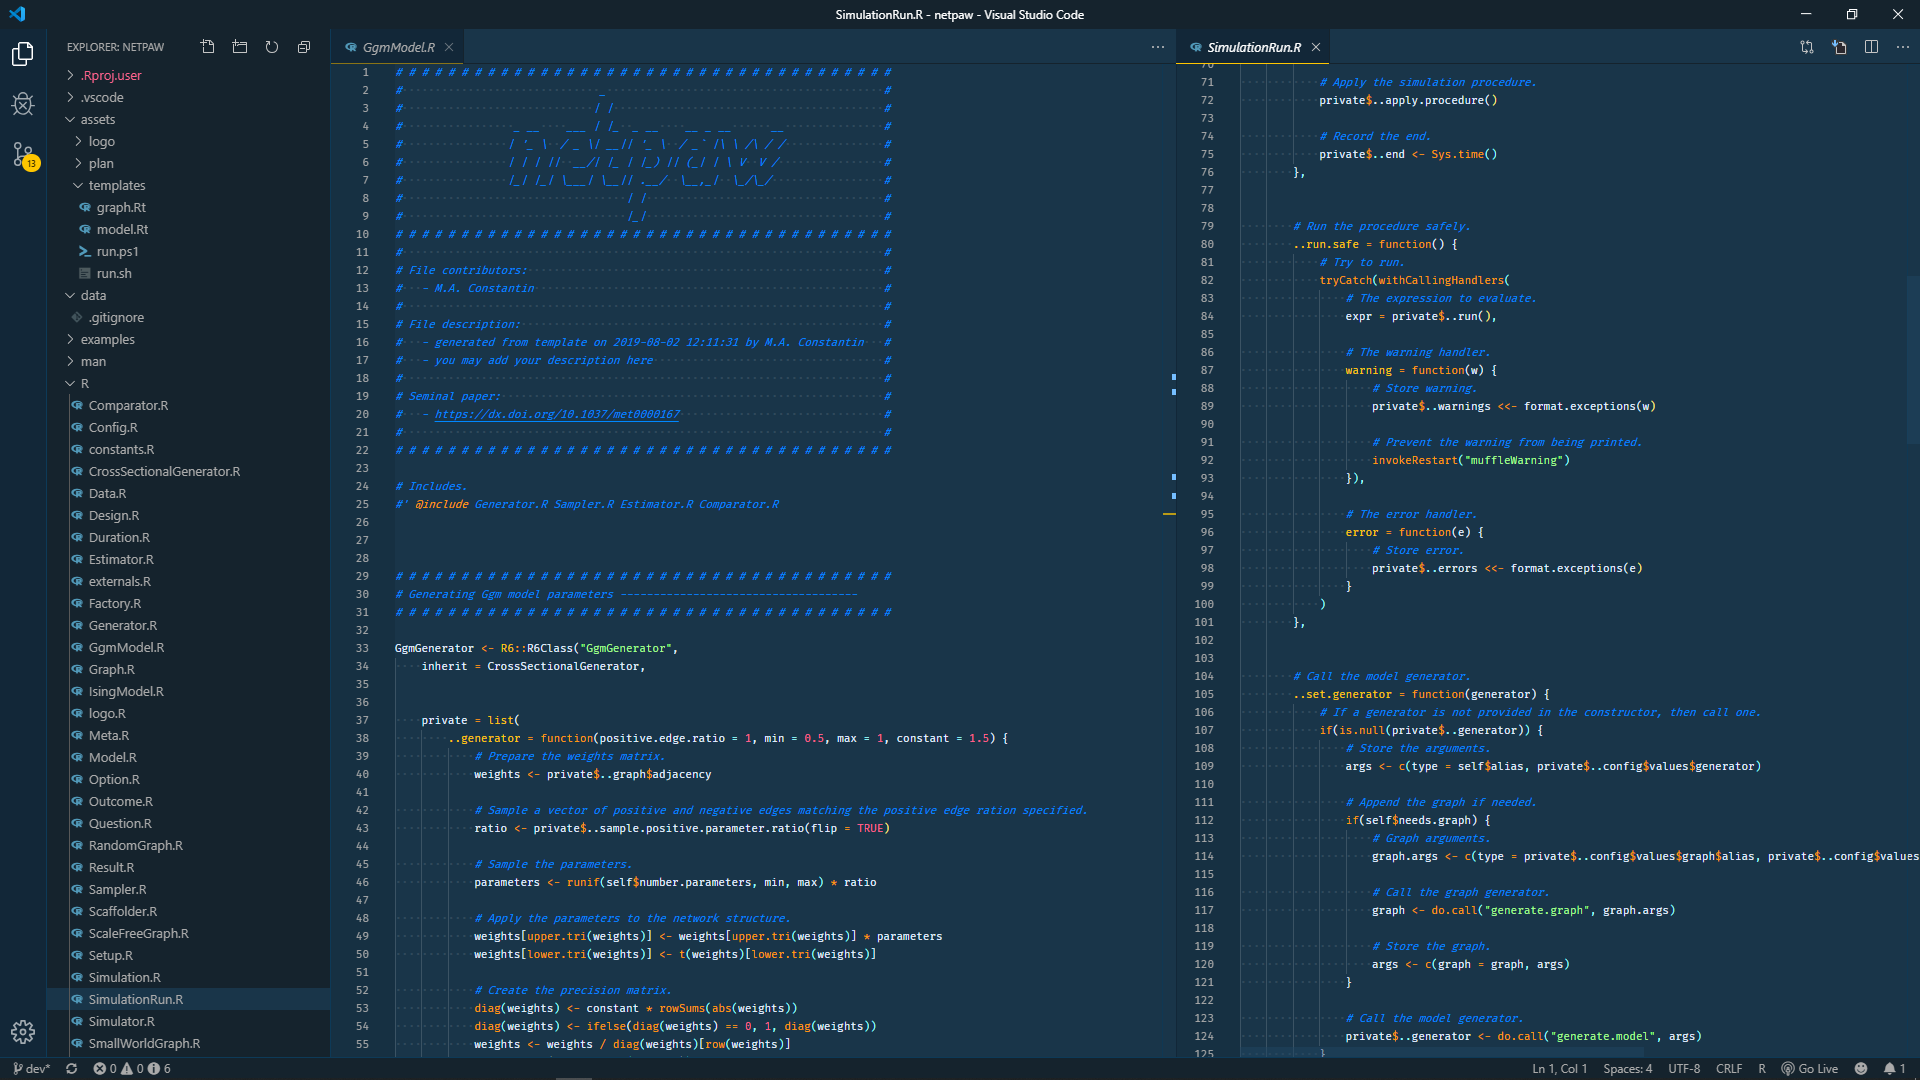 SimulationRun.R - netpaw - Visual Studio Code
EXPLORER: NETPAW
.Rproj.user
.vscode
assets
logo
plan
templates
graph.Rt
model.Rt
run.ps1
run.sh
data
.gitignore
examples
man
R
Comparator.R
Config.R
constants.R
CrossSectionalGenerator.R
Data.R
Design.R
Duration.R
Estimator.R
externals.R
Factory.R
Generator.R
GgmModel.R
Graph.R
IsingModel.R
logo.R
Meta.R
Model.R
Option.R
Outcome.R
Question.R
RandomGraph.R
Result.R
Sampler.R
Scaffolder.R
ScaleFreeGraph.R
Setup.R
Simulation.R
SimulationRun.R
Simulator.R
SmallWorldGraph.R
13
GgmModel.R
1 # # # # # # # # # # # # # # # # # # # # # # # # # # # # # # # # # # # # # #
2 # _ #
3 # | | #
4 # _ __ ___ | |_ _ __ __ _ __ __ #
5 # | '_ \ / _ \| __|| '_ \ / _` |\ \ /\ / / #
6 # | | | || __/| |_ | |_) || (_| | \ V V / #
7 # |_| |_| \___| \__|| .__/ \__,_| \_/\_/ #
8 # | | #
9 # |_| #
10 # # # # # # # # # # # # # # # # # # # # # # # # # # # # # # # # # # # # # #
11 # #
12 # File contributors: #
13 # - M.A. Constantin #
14 # #
15 # File description: #
16 # - generated from template on 2019-08-02 12:11:31 by M.A. Constantin #
17 # - you may add your description here #
18 # #
19 # Seminal paper: #
20 # - https://dx.doi.org/10.1037/met0000167 #
21 # #
22 # # # # # # # # # # # # # # # # # # # # # # # # # # # # # # # # # # # # # #
23
24 # Includes.
25 #' @include Generator.R Sampler.R Estimator.R Comparator.R
26
27
28
29 # # # # # # # # # # # # # # # # # # # # # # # # # # # # # # # # # # # # # #
30 # Generating Ggm model parameters ------------------------------------
31 # # # # # # # # # # # # # # # # # # # # # # # # # # # # # # # # # # # # # #
32
33 GgmGenerator <- R6::R6Class("GgmGenerator",
34 inherit = CrossSectionalGenerator,
35
36
37 private = list(
38 ..generator = function(positive.edge.ratio = 1, min = 0.5, max = 1, constant = 1.5) {
39 # Prepare the weights matrix.
40 weights <- private$..graph$adjacency
41
42 # Sample a vector of positive and negative edges matching the positive edge ration specified.
43 ratio <- private$..sample.positive.parameter.ratio(flip = TRUE)
44
45 # Sample the parameters.
46 parameters <- runif(self$number.parameters, min, max) * ratio
47
48 # Apply the parameters to the network structure.
49 weights[upper.tri(weights)] <- weights[upper.tri(weights)] * parameters
50 weights[lower.tri(weights)] <- t(weights)[lower.tri(weights)]
51
52 # Create the precision matrix.
53 diag(weights) <- constant * rowSums(abs(weights))
54 diag(weights) <- ifelse(diag(weights) == 0, 1, diag(weights))
55 weights <- weights / diag(weights)[row(weights)]
SimulationRun.R
70
71 # Apply the simulation procedure.
72 private$..apply.procedure()
73
74 # Record the end.
75 private$..end <- Sys.time()
76 },
77
78
79 # Run the procedure safely.
80 ..run.safe = function() {
81 # Try to run.
82 tryCatch(withCallingHandlers(
83 # The expression to evaluate.
84 expr = private$..run(),
85
86 # The warning handler.
87 warning = function(w) {
88 # Store warning.
89 private$..warnings <<- format.exceptions(w)
90
91 # Prevent the warning from being printed.
92 invokeRestart("muffleWarning")
93 }),
94
95 # The error handler.
96 error = function(e) {
97 # Store error.
98 private$..errors <<- format.exceptions(e)
99 }
100 )
101 },
102
103
104 # Call the model generator.
105 ..set.generator = function(generator) {
106 # If a generator is not provided in the constructor, then call one.
107 if(is.null(private$..generator)) {
108 # Store the arguments.
109 args <- c(type = self$alias, private$..config$values$generator)
110
111 # Append the graph if needed.
112 if(self$needs.graph) {
113 # Graph arguments.
114 graph.args <- c(type = private$..config$values$graph$alias, private$..config$values
115
116 # Call the graph generator.
117 graph <- do.call("generate.graph", graph.args)
118
119 # Store the graph.
120 args <- c(graph = graph, args)
121 }
122
123 # Call the model generator.
124 private$..generator <- do.call("generate.model", args)
125 }
dev* 0 0 6
Ln 1, Col 1 Spaces: 4 UTF-8 CRLF R Go Live 1